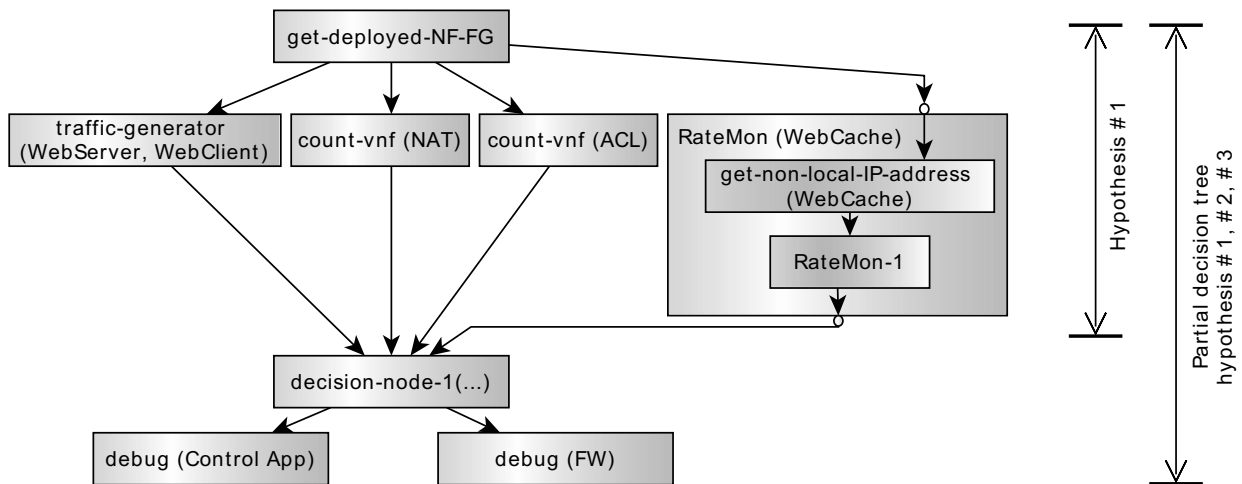 get-deployed-NF-FG
traffic-generator
(WebServer, WebClient)
count-vnf (NAT)
count-vnf (ACL)
RateMon (WebCache)
get-non-local-IP-address
(WebCache)
RateMon-1
decision-node-1(...)
debug (Control App)
debug (FW)
Hypothesis #1
Partial decision tree
hypothesis #1, #2, #3